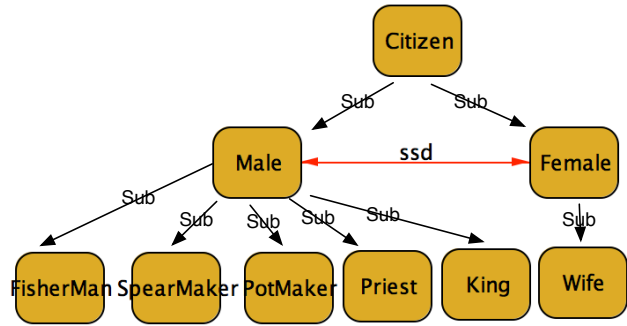 Citizen
Sub Sub
Male ssd Female
Sub Sub Sub Sub Sub Sub
FisherMan SpearMaker PotMaker Priest King Wife